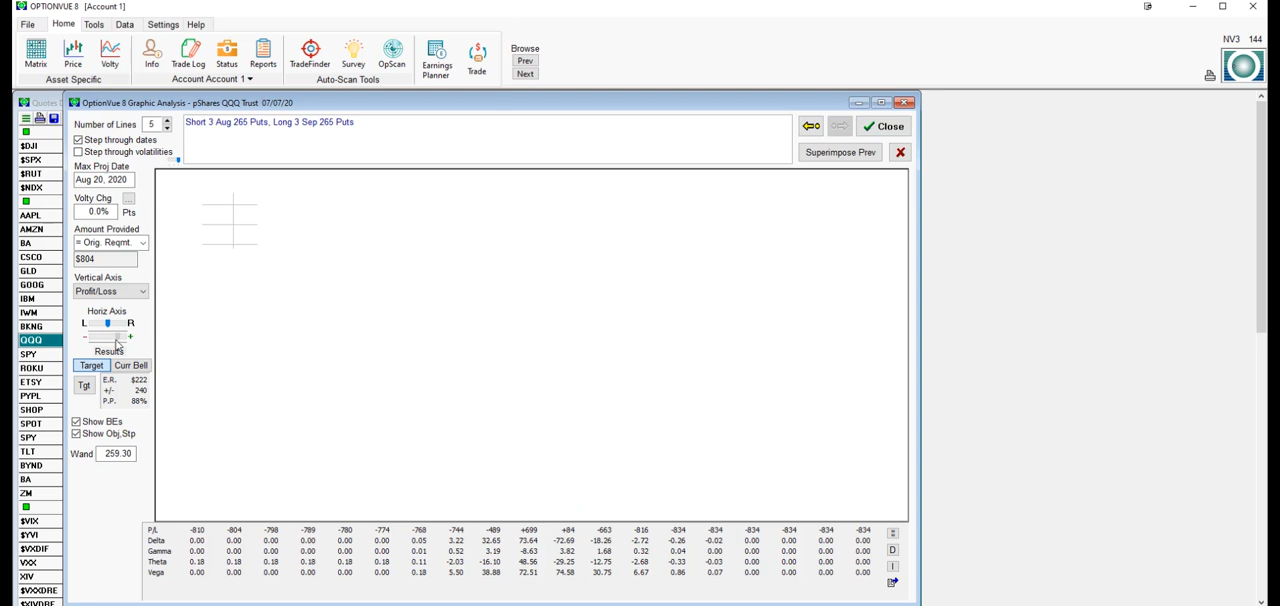 OPTIONVUE 8 [Account 1]
File Home Tools Data Settings Help
Matrix Price Volty Info Trade Log Status Reports TradeFinder Survey OpScan Earnings Planner Trade
Browse
Prev
Next
Asset Specific Account Account 1 Auto-Scan Tools
NV3 144
Quotes
OptionVue 8 Graphic Analysis - pShares QQQ Trust 07/07/20
Number of Lines 5
Short 3 Aug 265 Puts, Long 3 Sep 265 Puts
Close
Superimpose Prev
Step through dates
Step through volatilities
Max Proj Date
Aug 20, 2020
Volty Chg ...
0.0% Pts
Amount Provided
= Orig. Reqmt.
$804
Vertical Axis
Profit/Loss
Horiz Axis
L R
- +
Results
Target Curr Bell
Tgt
E.R. $222
+/- 240
P.P. 88%
Show BEs
Show Obj,Stp
Wand 259.30
$DJI
$SPX
$RUT
$NDX
AAPL
AMZN
BA
CSCO
GLD
GOOG
IBM
IWM
BKNG
QQQ
SPY
ROKU
ETSY
PYPL
SHOP
SPOT
SPY
TLT
BYND
BA
ZM
$VIX
$YVI
$VXDIF
VXX
XIV
$VXXDRE
$XIVDRE
P/L -810 -804 -798 -789 -780 -774 -768 -744 -489 +699 +84 -663 -816 -834 -834 -834 -834 -834 -834
Delta 0.00 0.00 0.00 0.00 0.00 0.00 0.05 3.22 32.65 73.64 -72.69 -18.26 -2.72 -0.26 -0.02 0.00 0.00 0.00 0.00
Gamma 0.00 0.00 0.00 0.00 0.00 0.00 0.01 0.52 3.19 -8.63 3.82 1.68 0.32 0.04 0.00 0.00 0.00 0.00 0.00
Theta 0.18 0.18 0.18 0.18 0.18 0.18 0.11 -2.03 -16.10 48.56 -29.25 -12.75 -2.68 -0.33 -0.03 0.00 0.00 0.00 0.00
Vega 0.00 0.00 0.00 0.00 0.00 0.00 0.18 5.50 38.88 72.51 74.58 30.75 6.67 0.86 0.07 0.00 0.00 0.00 0.00
D
I